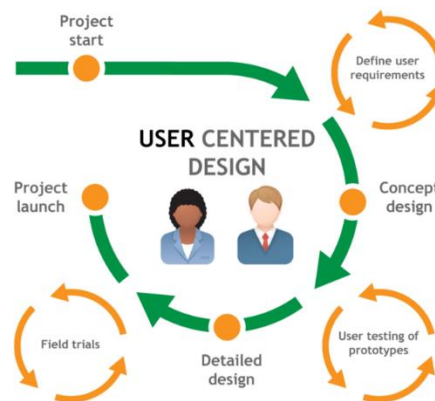 Project
start
Define user
requirements
USER CENTERED
DESIGN
Project
launch
Concept
design
Field trials
User testing of
prototypes
Detailed
design